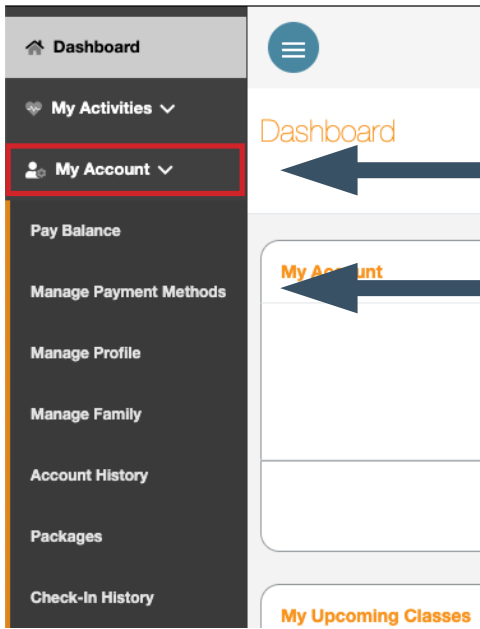 Dashboard
My Activities
My Account
Pay Balance
Manage Payment Methods
Manage Profile
Manage Family
Account History
Packages
Check-In History
Dashboard
My Account
My Upcoming Classes